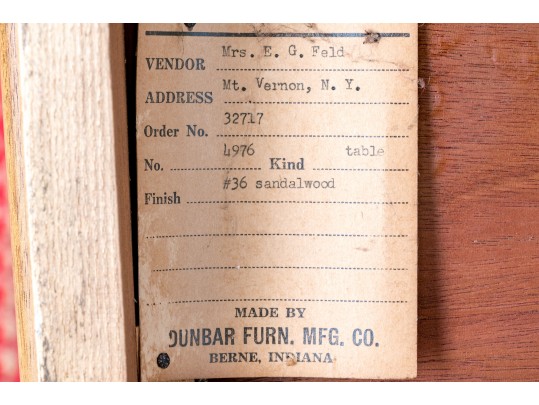 Mrs. E. G. Feld
VENDOR
Mt. Vernon, N. Y.
ADDRESS
32717
Order No.
4976 table
No. Kind
#36 sandalwood
Finish
MADE BY
DUNBAR FURN. MFG. CO.
BERNE, INDIANA